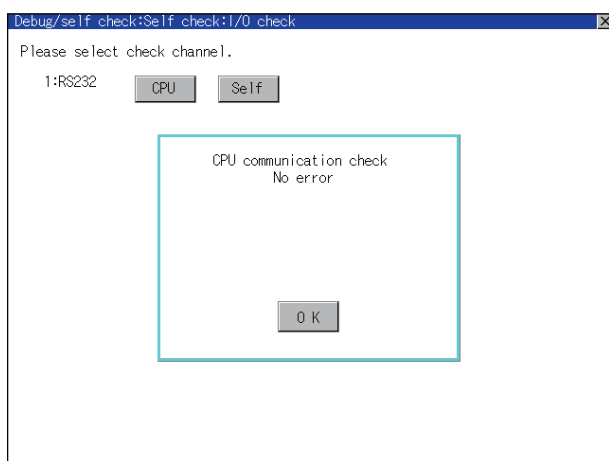 Debug/self check:Self check:I/O check
Please select check channel.
1:RS232 CPU Self
CPU communication check
No error
O K